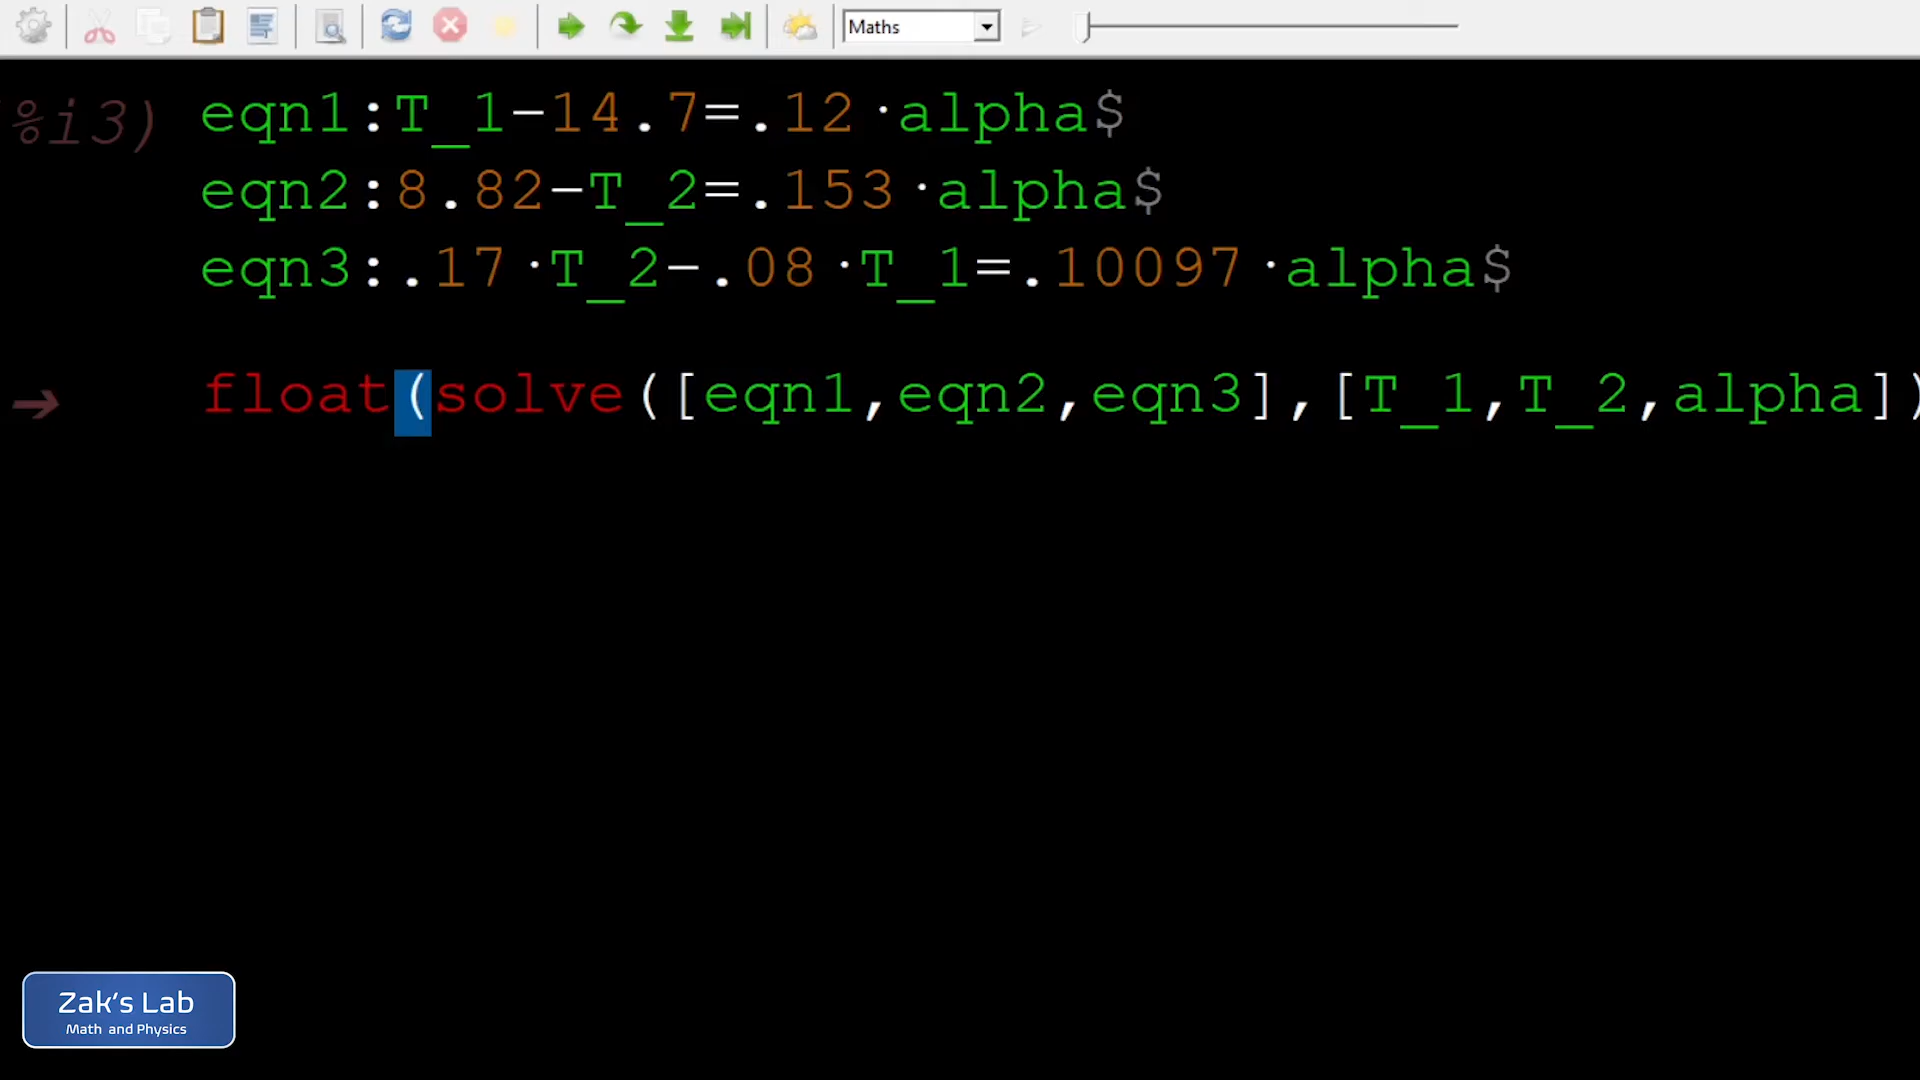 Maths
%i3) eqn1:T_1−14.7=.12·alpha$
eqn2:8.82−T_2=.153·alpha$
eqn3:.17·T_2−.08·T_1=.10097·alpha$
float(solve([eqn1,eqn2,eqn3],[T_1,T_2,alpha])
Zak's Lab
Math and Physics